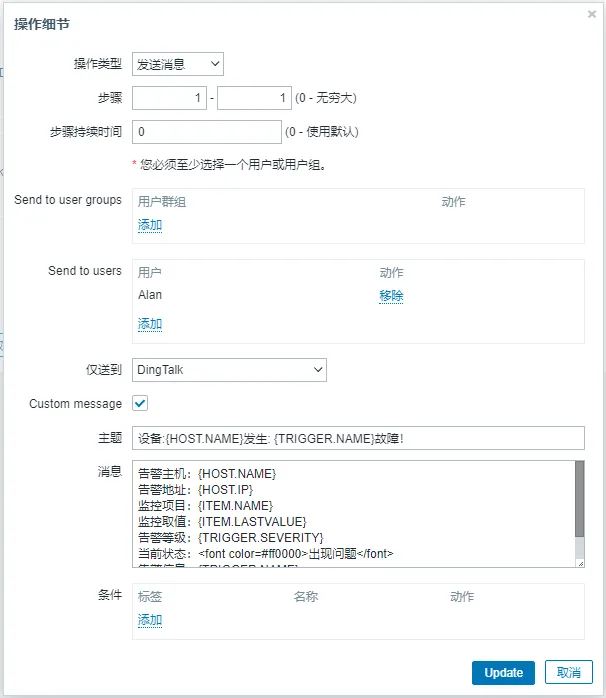 操作细节
操作类型 发送消息
步骤 1 - 1 (0 - 无穷大)
步骤持续时间 0 (0 - 使用默认)
* 您必须至少选择一个用户或用户组。
Send to user groups 用户群组 动作
添加
Send to users 用户 动作
Alan 移除
添加
仅送到 DingTalk
Custom message
主题 设备:{HOST.NAME}发生: {TRIGGER.NAME}故障!
消息 告警主机: {HOST.NAME}
告警地址: {HOST.IP}
监控项目: {ITEM.NAME}
监控取值: {ITEM.LASTVALUE}
告警等级: {TRIGGER.SEVERITY}
当前状态: <font color=#ff0000>出现问题</font>
告警信息: {TRIGGER.NAME}
条件 标签 名称 动作
添加
Update 取消